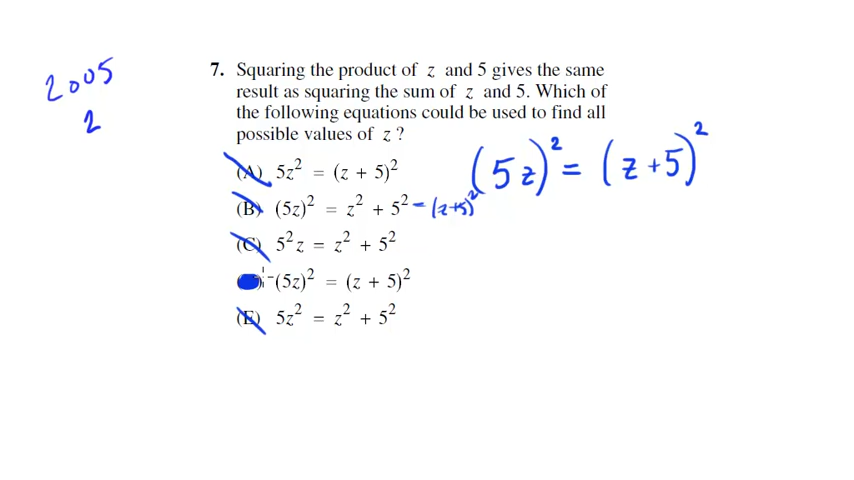 2005
2
7. Squaring the product of z and 5 gives the same
result as squaring the sum of z and 5. Which of
the following equations could be used to find all
possible values of z ?
(5z)² = (z+5)²
(A) 5z² = (z + 5)²
(B) (5z)² = z² + 5² – (z+5)²
(C) 5²z = z² + 5²
(5z)² = (z + 5)²
(E) 5z² = z² + 5²